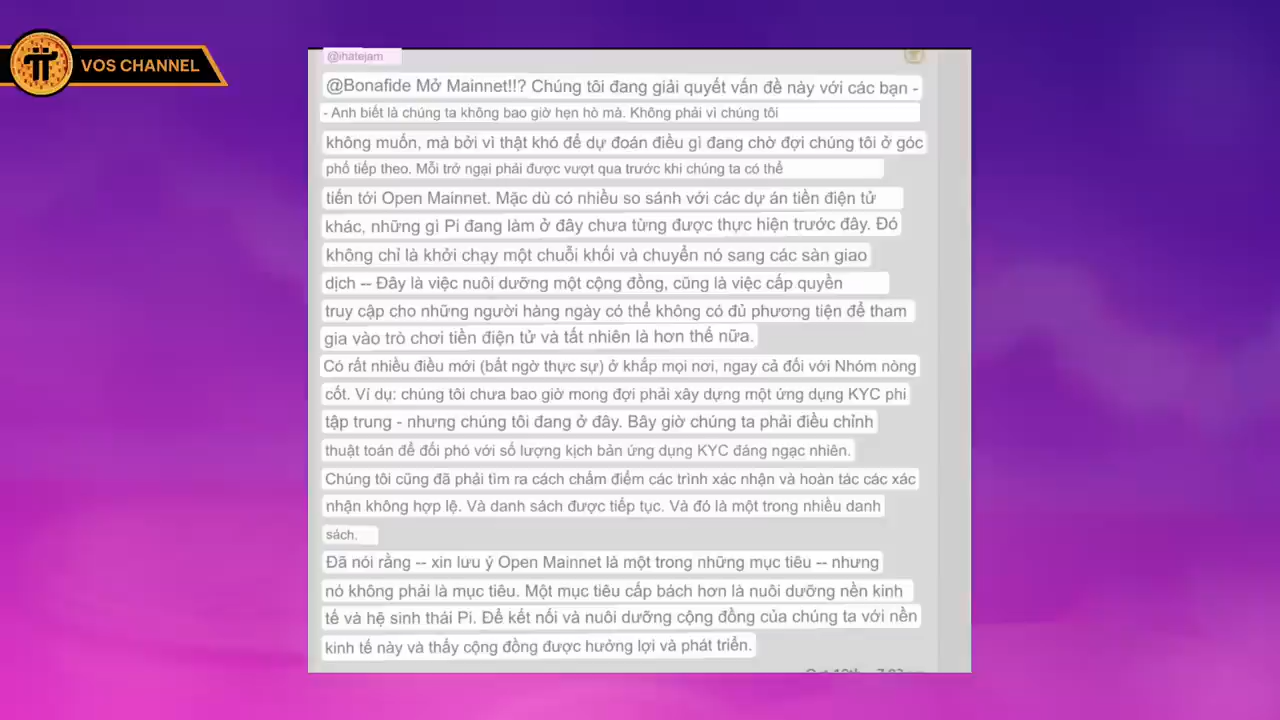 VOS CHANNEL
@ihatejam
@Bonafide Mở Mainnet!!? Chúng tôi đang giải quyết vấn đề này với các bạn -
- Anh biết là chúng ta không bao giờ hẹn hò mà. Không phải vì chúng tôi
không muốn, mà bởi vì thật khó để dự đoán điều gì đang chờ đợi chúng tôi ở góc
phố tiếp theo. Mỗi trở ngại phải được vượt qua trước khi chúng ta có thể
tiến tới Open Mainnet. Mặc dù có nhiều so sánh với các dự án tiền điện tử
khác, những gì Pi đang làm ở đây chưa từng được thực hiện trước đây. Đó
không chỉ là khởi chạy một chuỗi khối và chuyển nó sang các sàn giao
dịch -- Đây là việc nuôi dưỡng một cộng đồng, cũng là việc cấp quyền
truy cập cho những người hàng ngày có thể không có đủ phương tiện để tham
gia vào trò chơi tiền điện tử và tất nhiên là hơn thế nữa.
Có rất nhiều điều mới (bất ngờ thực sự) ở khắp mọi nơi, ngay cả đối với Nhóm nòng
cốt. Ví dụ: chúng tôi chưa bao giờ mong đợi phải xây dựng một ứng dụng KYC phi
tập trung - nhưng chúng tôi đang ở đây. Bây giờ chúng ta phải điều chỉnh
thuật toán để đối phó với số lượng kịch bản ứng dụng KYC đáng ngạc nhiên.
Chúng tôi cũng đã phải tìm ra cách chấm điểm các trình xác nhận và hoàn tác các xác
nhận không hợp lệ. Và danh sách được tiếp tục. Và đó là một trong nhiều danh
sách.
Đã nói rằng -- xin lưu ý Open Mainnet là một trong những mục tiêu -- nhưng
nó không phải là mục tiêu. Một mục tiêu cấp bách hơn là nuôi dưỡng nền kinh
tế và hệ sinh thái Pi. Để kết nối và nuôi dưỡng cộng đồng của chúng ta với nền
kinh tế này và thấy cộng đồng được hưởng lợi và phát triển.